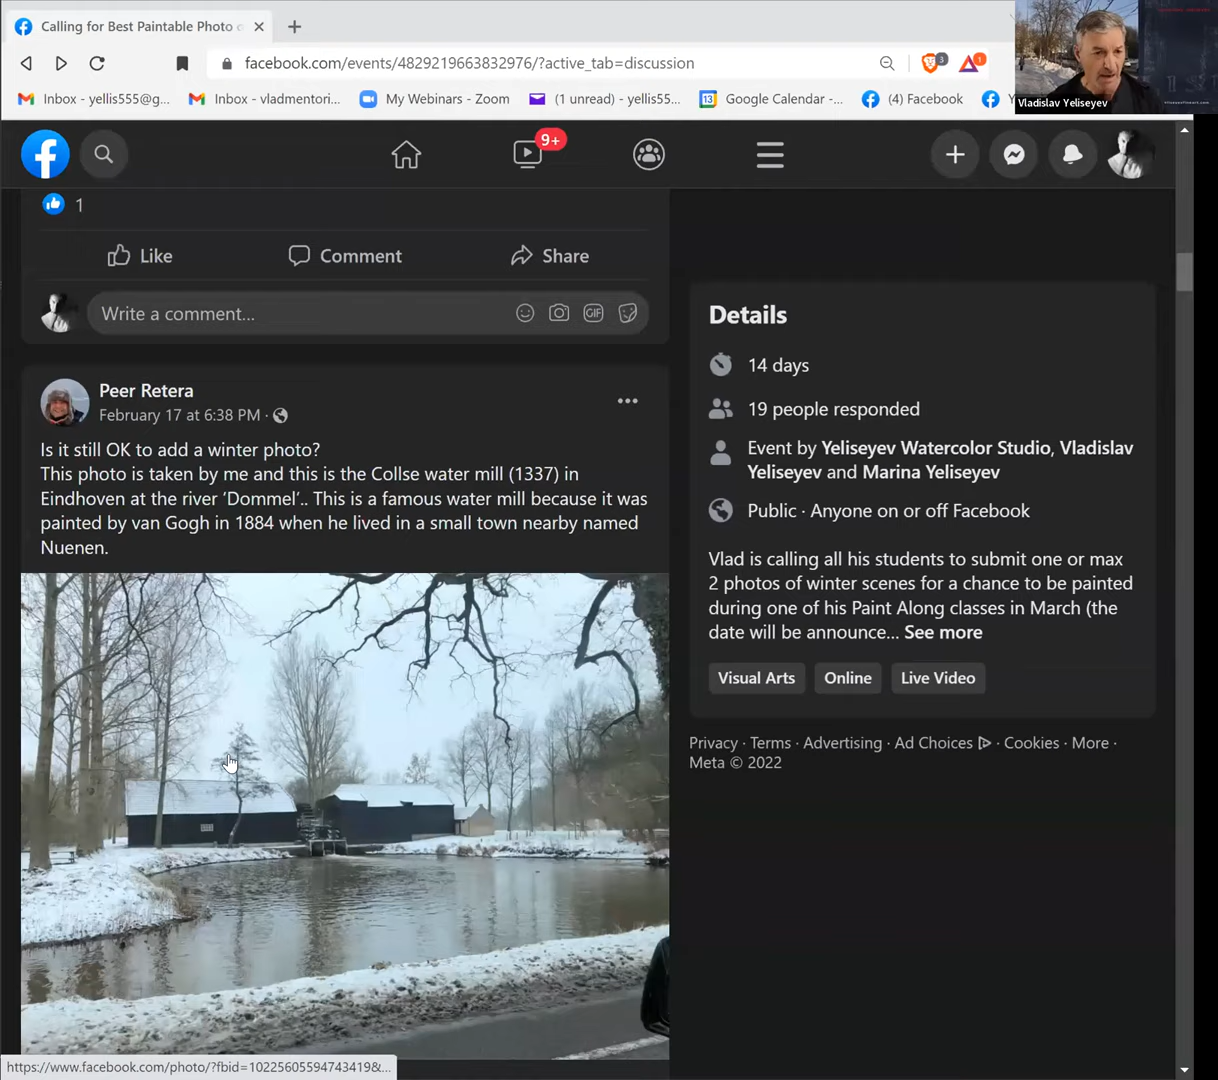 Calling for Best Paintable Photo
facebook.com/events/4829219663832976/?active_tab=discussion
3
1
Inbox - yellis555@g...
Inbox - vladmentori...
My Webinars - Zoom
(1 unread) - yellis55...
13
Google Calendar -...
(4) Facebook
Vladislav Yeliseyev
9+
1
Like
Comment
Share
Write a comment...
GIF
Peer Retera
February 17 at 6:38 PM ·
Is it still OK to add a winter photo?
This photo is taken by me and this is the Collse water mill (1337) in
Eindhoven at the river ‘Dommel’.. This is a famous water mill because it was
painted by van Gogh in 1884 when he lived in a small town nearby named
Nuenen.
Details
14 days
19 people responded
Event by Yeliseyev Watercolor Studio, Vladislav
Yeliseyev and Marina Yeliseyev
Public · Anyone on or off Facebook
Vlad is calling all his students to submit one or max
2 photos of winter scenes for a chance to be painted
during one of his Paint Along classes in March (the
date will be announce... See more
Visual Arts
Online
Live Video
Privacy · Terms · Advertising · Ad Choices · Cookies · More ·
Meta © 2022
https://www.facebook.com/photo/?fbid=10225605594743419&...